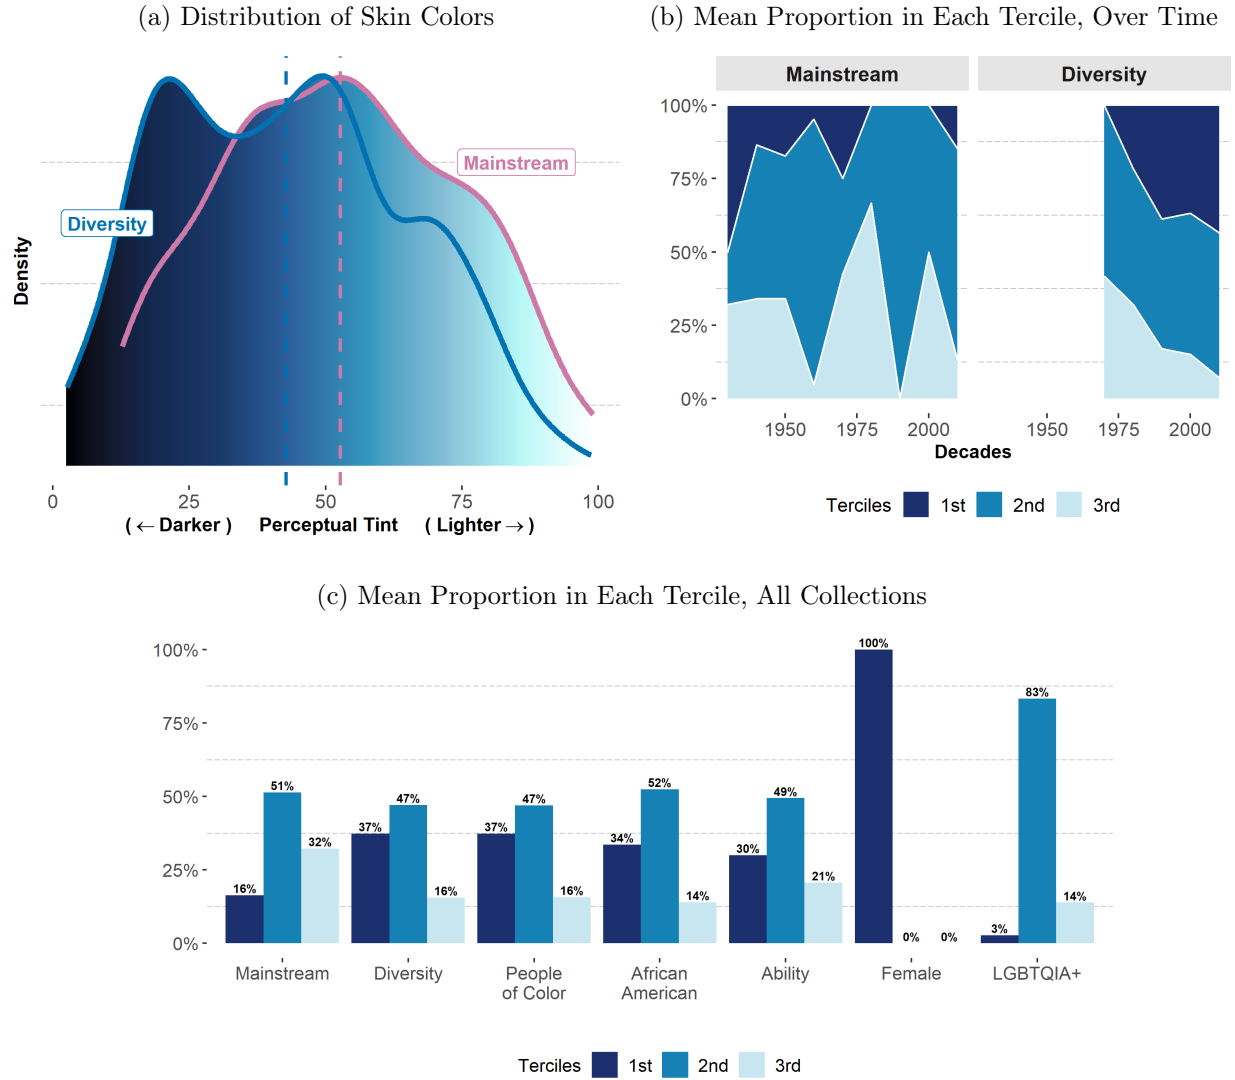 (a) Distribution of Skin Colors
Density
Diversity
Mainstream
0 25 50 75 100
( ← Darker ) Perceptual Tint ( Lighter → )
(b) Mean Proportion in Each Tercile, Over Time
Mainstream Diversity
100%
75%
50%
25%
0%
1950 1975 2000 1950 1975 2000
Decades
Terciles 1st 2nd 3rd
(c) Mean Proportion in Each Tercile, All Collections
100%
75%
50%
25%
0%
16% 51% 32%
37% 47% 16%
37% 47% 16%
34% 52% 14%
30% 49% 21%
100% 0% 0%
3% 83% 14%
Mainstream
Diversity
People
of Color
African
American
Ability
Female
LGBTQIA+
Terciles 1st 2nd 3rd